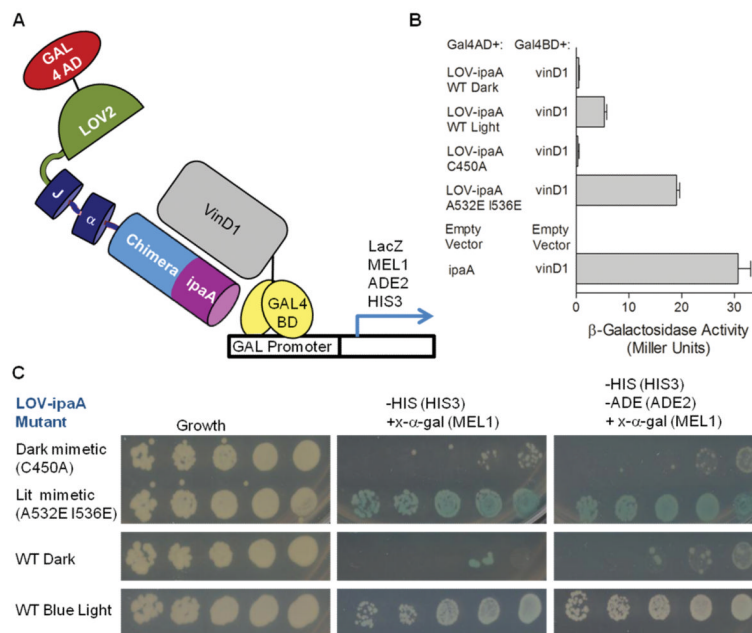 A
GAL
4 AD
LOV2
J
α
Chimera
ipaA
VinD1
GAL4
BD
GAL Promoter
LacZ
MEL1
ADE2
HIS3
B
Gal4AD+: Gal4BD+:
LOV-ipaA vinD1
WT Dark
LOV-ipaA vinD1
WT Light
LOV-ipaA vinD1
C450A
LOV-ipaA vinD1
A532E I536E
Empty Empty
Vector Vector
ipaA vinD1
0 10 20 30
β-Galactosidase Activity
(Miller Units)
C
LOV-ipaA
Mutant
Growth
-HIS (HIS3)
+x-α-gal (MEL1)
-HIS (HIS3)
-ADE (ADE2)
+ x-α-gal (MEL1)
Dark mimetic
(C450A)
Lit mimetic
(A532E I536E)
WT Dark
WT Blue Light